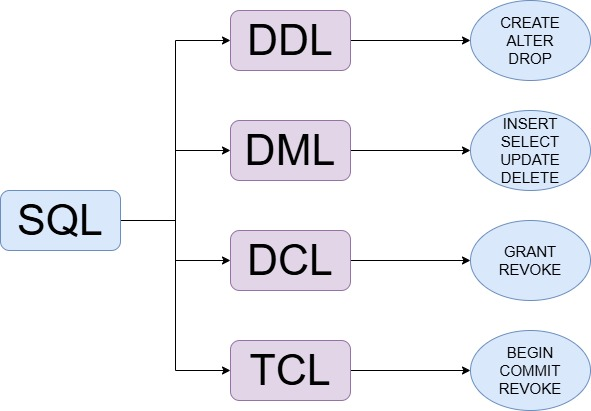 SQL
DDL
CREATE
ALTER
DROP
DML
INSERT
SELECT
UPDATE
DELETE
DCL
GRANT
REVOKE
TCL
BEGIN
COMMIT
REVOKE